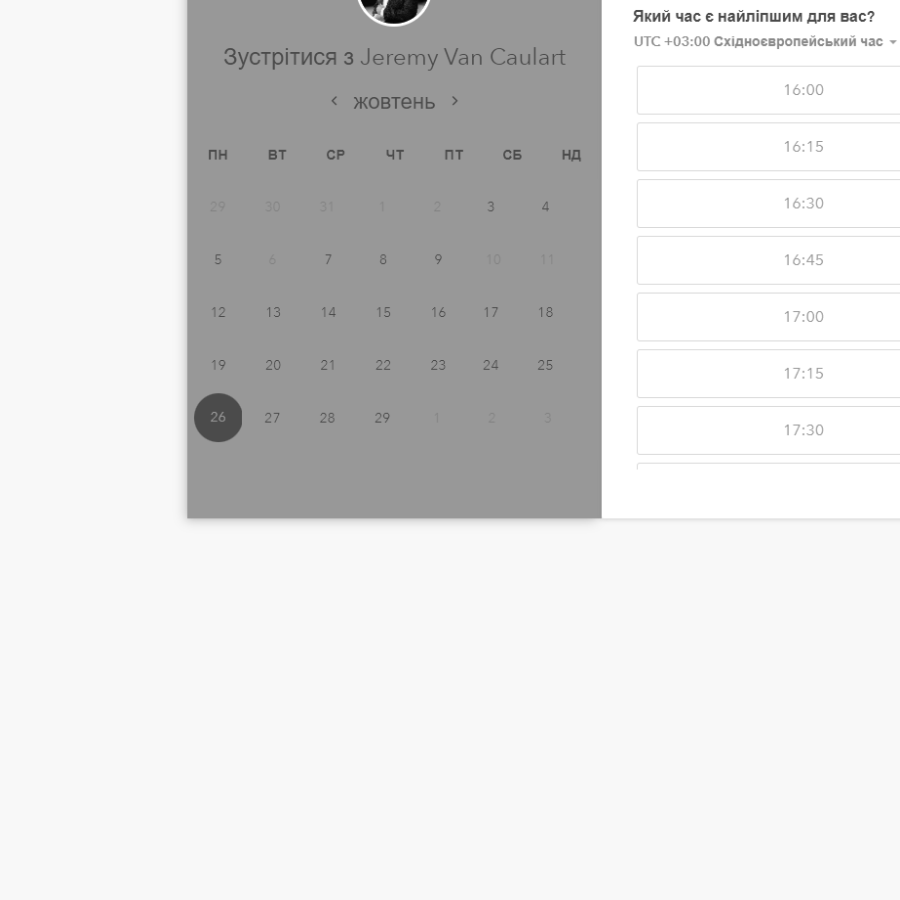 Зустрітися з Jeremy Van Caulart
жовтень
ПН ВТ СР ЧТ ПТ СБ НД
29 30 31 1 2 3 4
5 6 7 8 9 10 11
12 13 14 15 16 17 18
19 20 21 22 23 24 25
26 27 28 29 1 2 3
Який час є найліпшим для вас?
UTC +03:00 Східноєвропейський час
16:00
16:15
16:30
16:45
17:00
17:15
17:30